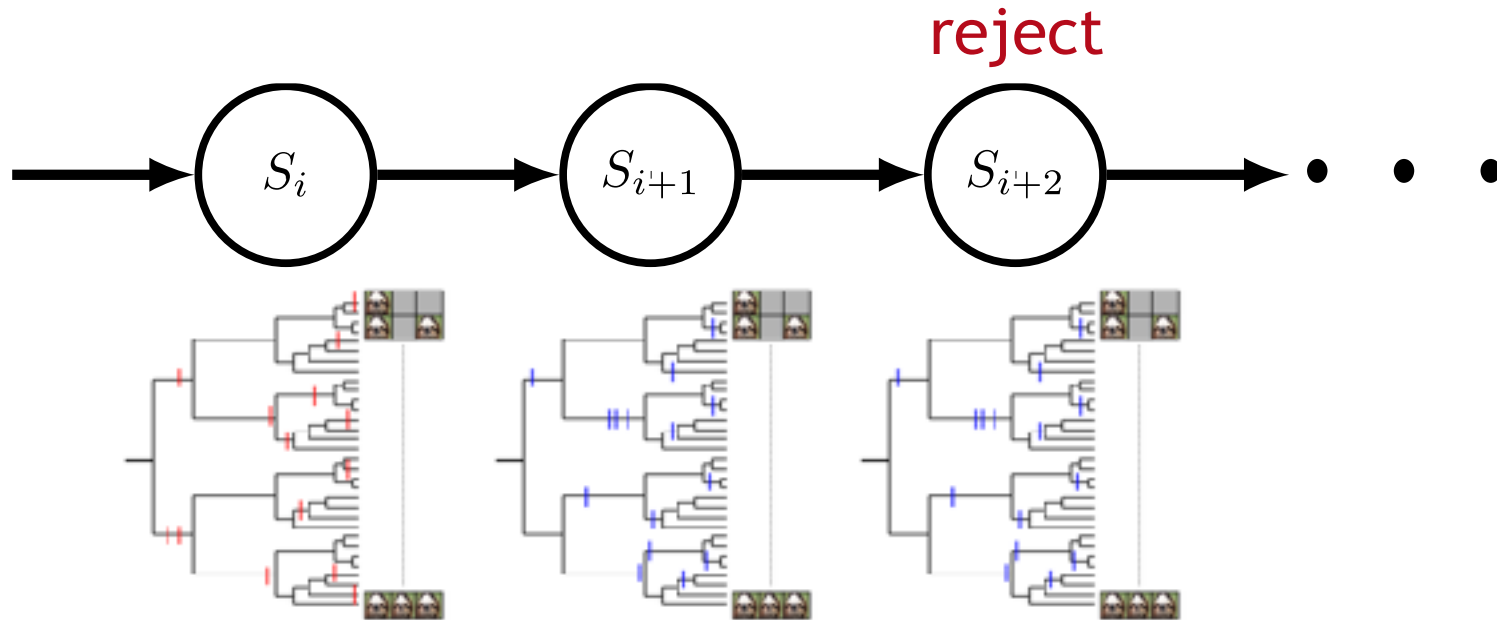 reject
S_i
S_{i+1}
S_{i+2}
• • •